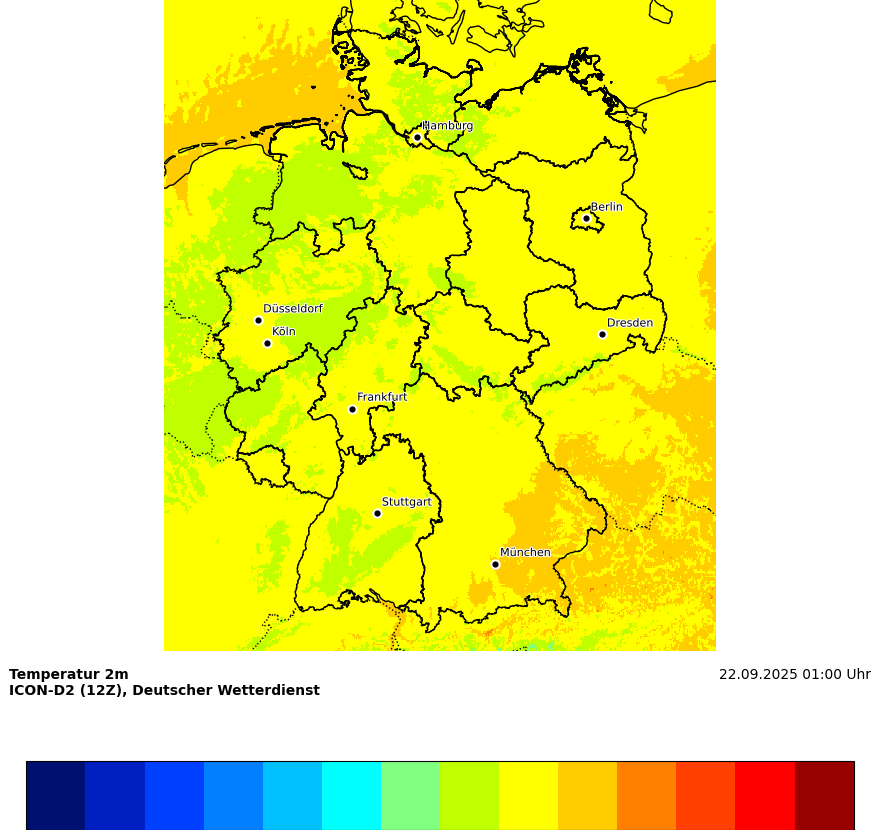 Hamburg
Berlin
Düsseldorf
Köln
Dresden
Frankfurt
Stuttgart
München
Temperatur 2m
22.09.2025 01:00 Uhr
ICON-D2 (12Z), Deutscher Wetterdienst